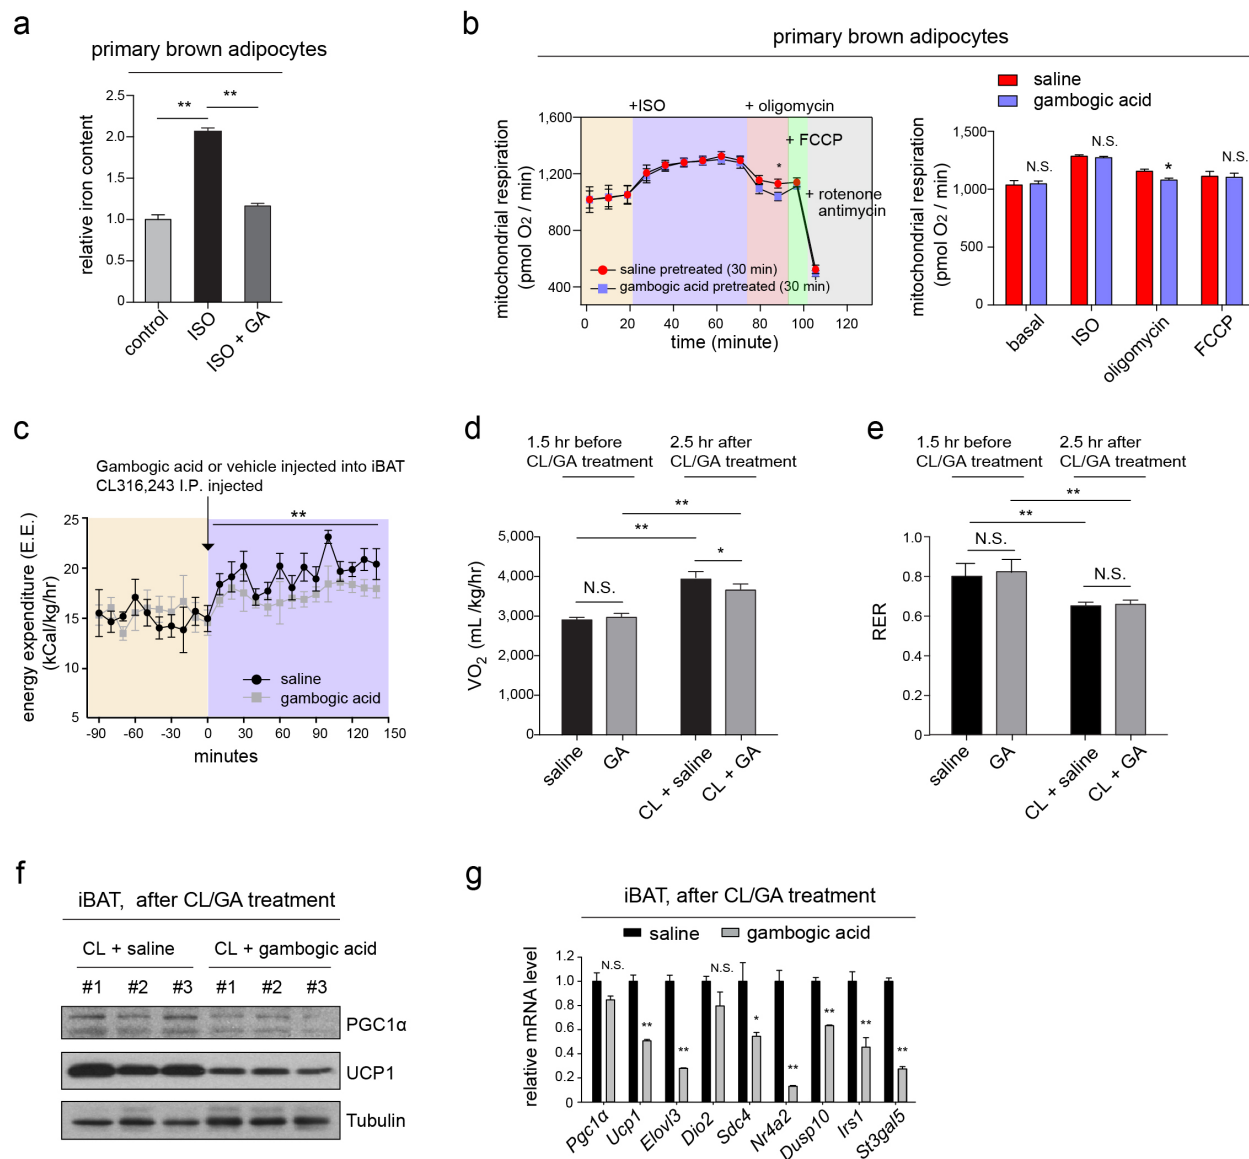 a
primary brown adipocytes
relative iron content
2.5
2.0
1.5
1.0
0.5
0
**
**
control
ISO
ISO + GA
b
primary brown adipocytes
mitochondrial respiration
(pmol O2 / min)
1,600
1200
800
400
+ISO
+ oligomycin
+ FCCP
+ rotenone
antimycin
*
saline pretreated (30 min)
gambogic acid pretreated (30 min)
0
20
40
60
80
100
120
time (minute)
saline
gambogic acid
mitochondrial respiration
(pmol O2 / min)
1,500
1,000
500
0
N.S.
N.S.
*
N.S.
basal
ISO
oligomycin
FCCP
c
Gambogic acid or vehicle injected into iBAT
CL316,243 I.P. injected
energy expenditure (E.E.)
(kCal/kg/hr)
25
20
15
10
5
**
saline
gambogic acid
-90
-60
-30
0
30
60
90
120
150
minutes
d
1.5 hr before
CL/GA treatment
2.5 hr after
CL/GA treatment
VO2 (mL /kg/hr)
5,000
4,000
3,000
2,000
1,000
0
**
**
N.S.
*
saline
GA
CL + saline
CL + GA
e
1.5 hr before
CL/GA treatment
2.5 hr after
CL/GA treatment
RER
1.0
0.8
0.6
0.4
0.2
0
**
**
N.S.
N.S.
saline
GA
CL + saline
CL + GA
f
iBAT, after CL/GA treatment
CL + saline
CL + gambogic acid
#1 #2 #3 #1 #2 #3
PGC1α
UCP1
Tubulin
g
iBAT, after CL/GA treatment
saline
gambogic acid
relative mRNA level
1.2
1.0
0.8
0.6
0.4
0.2
0
N.S.
**
**
N.S.
*
**
**
**
**
Pgc1α
Ucp1
Elovl3
Dio2
Sdc4
Nr4a2
Dusp10
Irs1
St3gal5